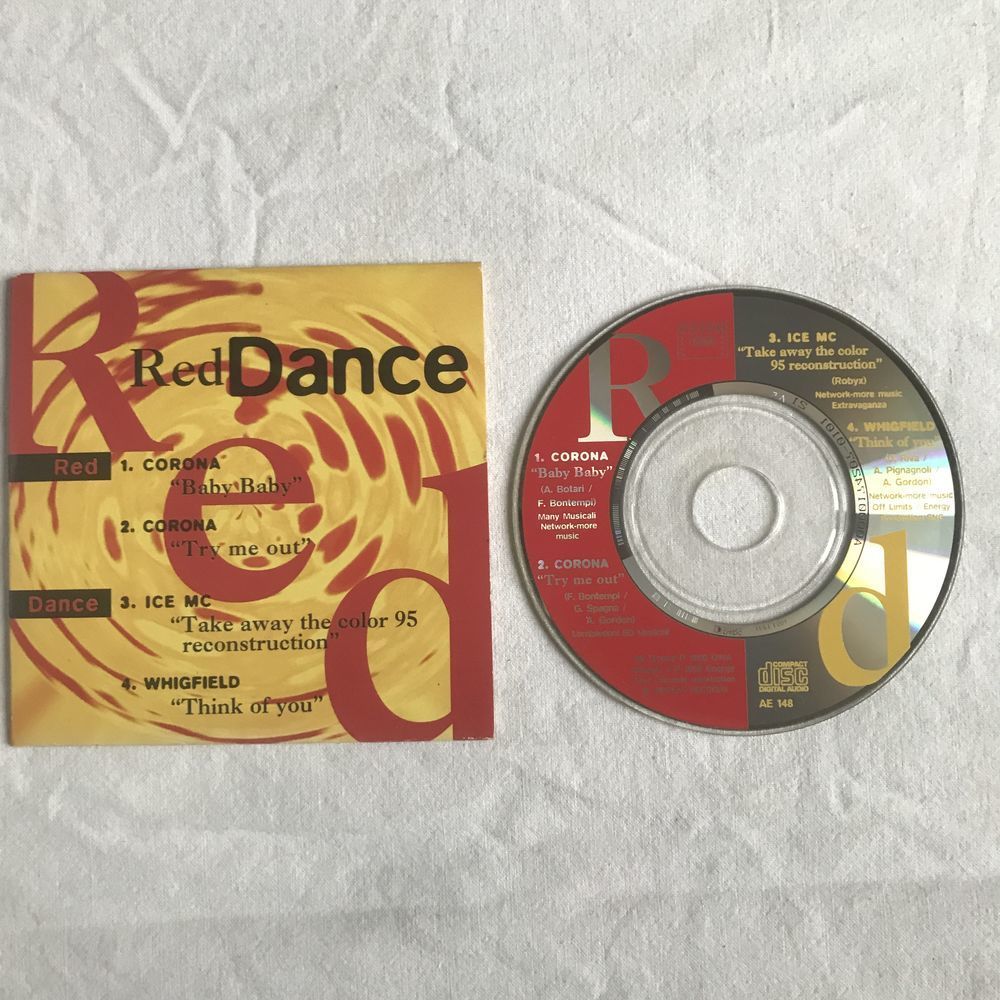 Red
RedDance
Red
1. CORONA
"Baby Baby"
2. CORONA
"Try me out"
Dance
3. ICE MC
"Take away the color 95
reconstruction"
4. WHIGFIELD
"Think of you"
R
1. CORONA
"Baby Baby"
(A. Botari /
F. Bontempi)
Many Musicali
Network-more
music
2. CORONA
"Try me out"
(F. Bontempi /
G. Spagna /
A. Gordon)
3. ICE MC
"Take away the color
95 reconstruction"
(Robyx)
Network-more music
Extravaganza
4. WHIGFIELD
"Think of you"
A. Pignagnoli /
A. Gordon)
Network-more music
Off Limits / Energy
d
COMPACT
disc
DIGITAL AUDIO
AE 148